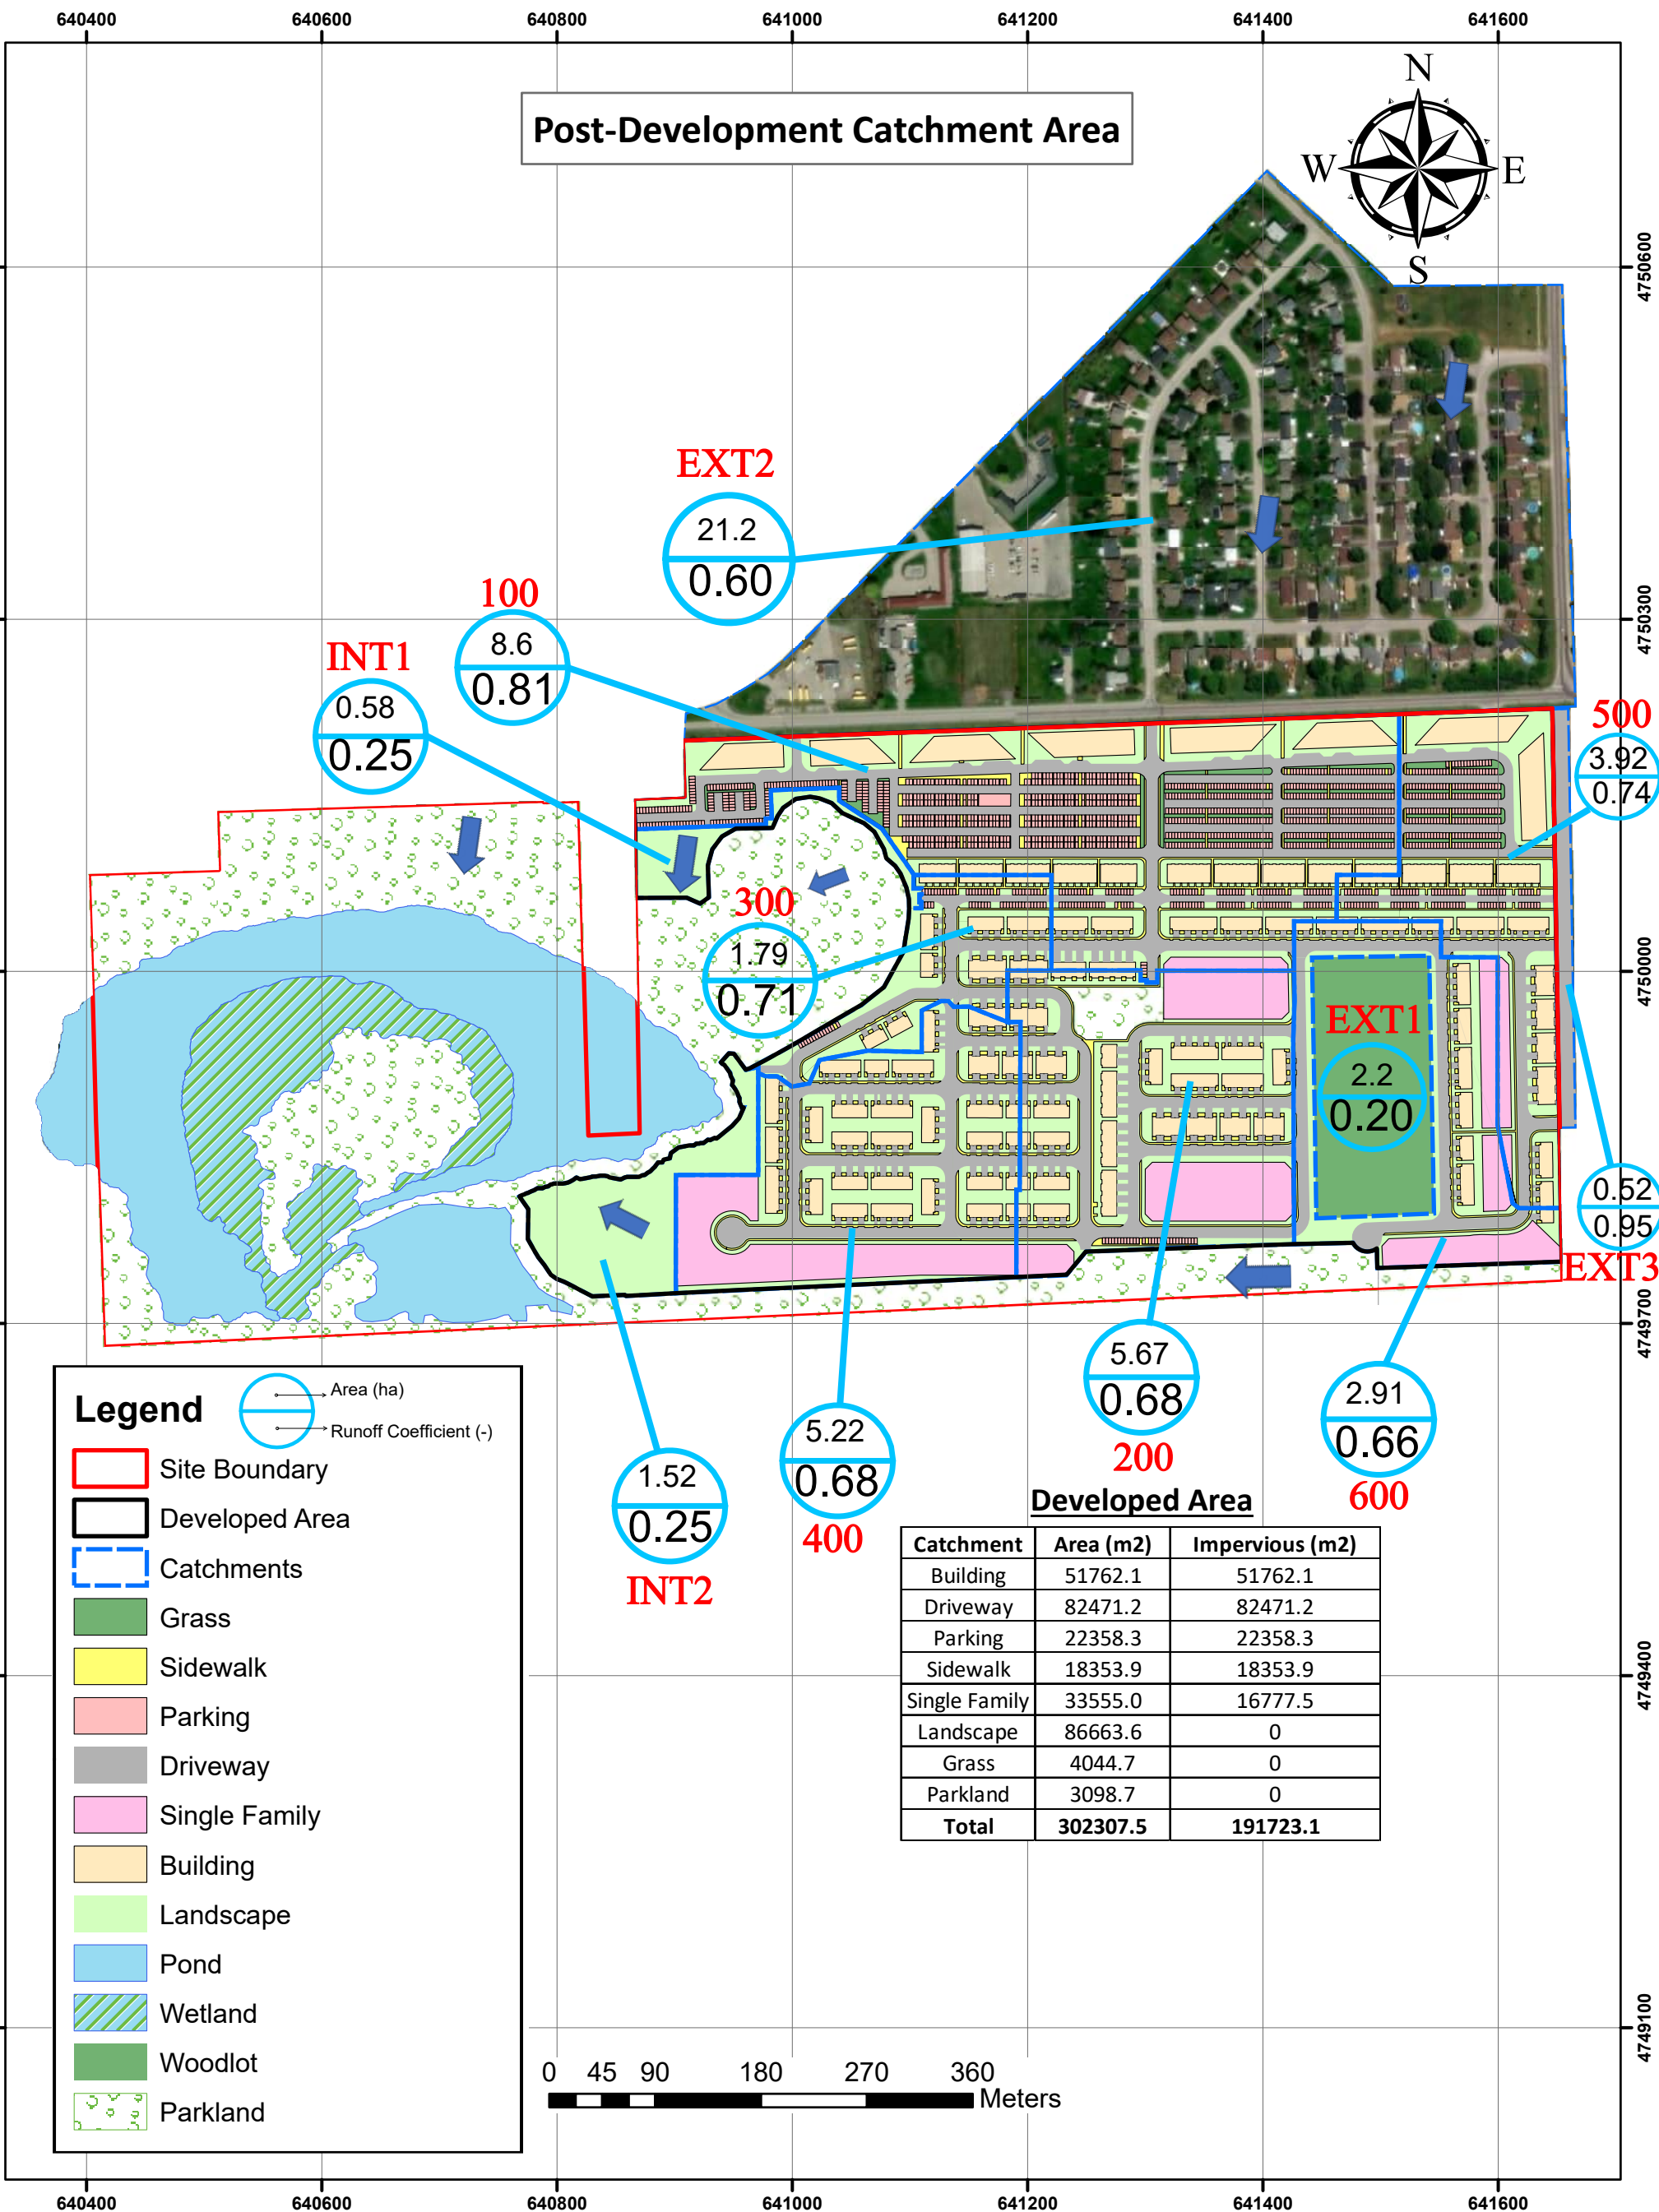 640400 640600 640800 641000 641200 641400 641600
Post-Development Catchment Area
N
W E
S
4750600
EXT2
21.2
0.60
100
8.6
0.81
4750300
INT1
0.58
0.25
500
3.92
0.74
300
1.79
0.71
4750000
EXT1
2.2
0.20
0.52
0.95
EXT3
4749700
5.67
0.68
200
2.91
0.66
600
5.22
0.68
400
1.52
0.25
INT2
Legend
Area (ha)
Runoff Coefficient (-)
Site Boundary
Developed Area
Catchments
Grass
Sidewalk
Parking
Driveway
Single Family
Building
Landscape
Pond
Wetland
Woodlot
Parkland
Developed Area
Catchment Area (m2) Impervious (m2)
Building 51762.1 51762.1
Driveway 82471.2 82471.2
Parking 22358.3 22358.3
Sidewalk 18353.9 18353.9
Single Family 33555.0 16777.5
Landscape 86663.6 0
Grass 4044.7 0
Parkland 3098.7 0
Total 302307.5 191723.1
4749400
4749100
0 45 90 180 270 360
Meters
640400 640600 640800 641000 641200 641400 641600